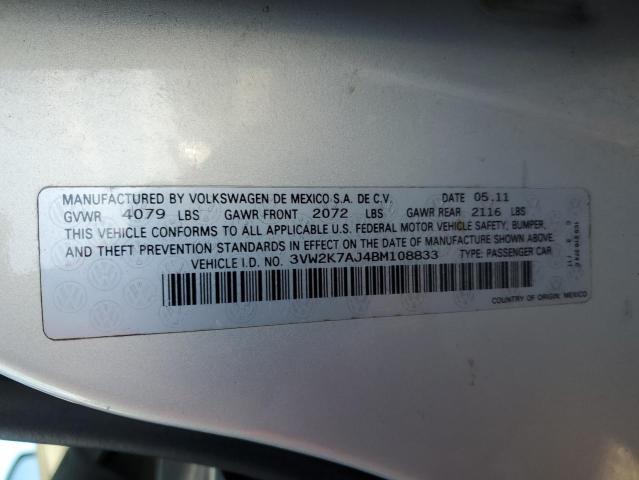 MANUFACTURED BY VOLKSWAGEN DE MEXICO S.A. DE C.V. DATE 05.11
GVWR 4079 LBS GAWR FRONT 2072 LBS GAWR REAR 2116 LBS
THIS VEHICLE CONFORMS TO ALL APPLICABLE U.S. FEDERAL MOTOR VEHICLE SAFETY, BUMPER,
AND THEFT PREVENTION STANDARDS IN EFFECT ON THE DATE OF MANUFACTURE SHOWN ABOVE.
VEHICLE I.D. NO. 3VW2K7AJ4BM108833 TYPE: PASSENGER CAR
COUNTRY OF ORIGIN: MEXICO